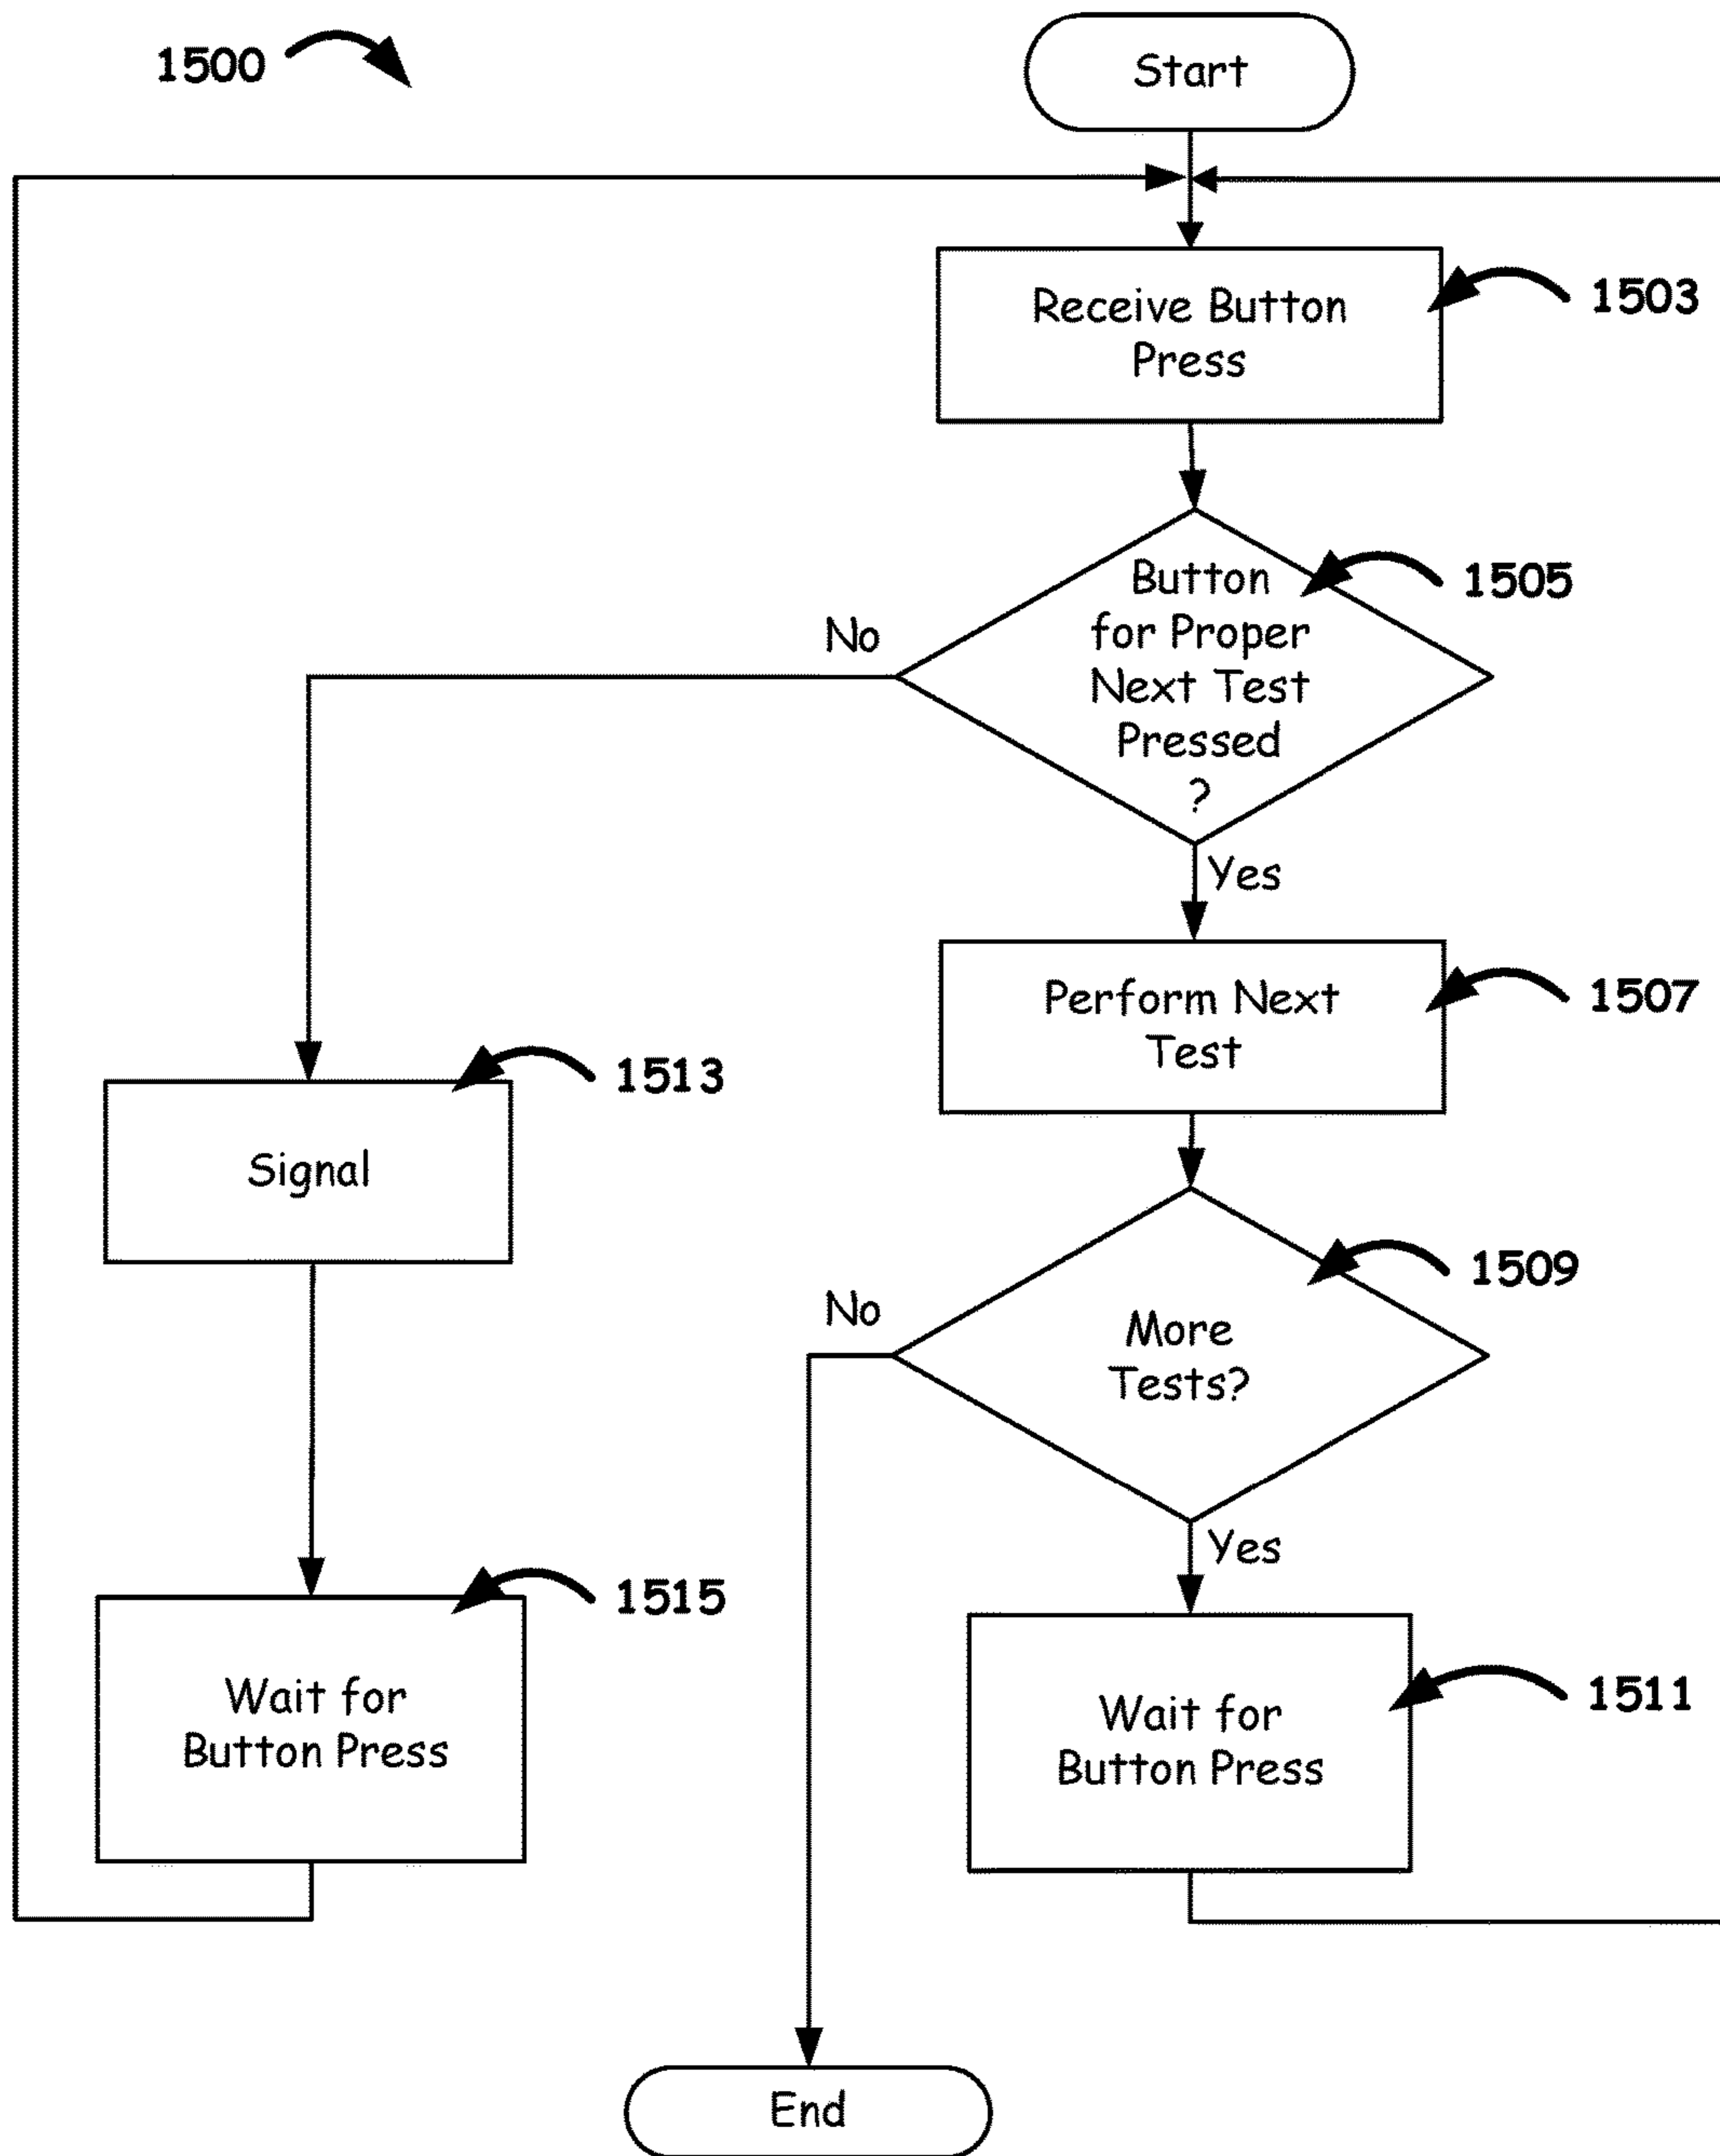 1500
Start
Receive Button
Press
1503
Button
for Proper
Next Test
Pressed
?
1505
No
Yes
Perform Next
Test
1507
1513
Signal
More
Tests?
1509
No
Yes
1515
Wait for
Button Press
Wait for
Button Press
1511
End